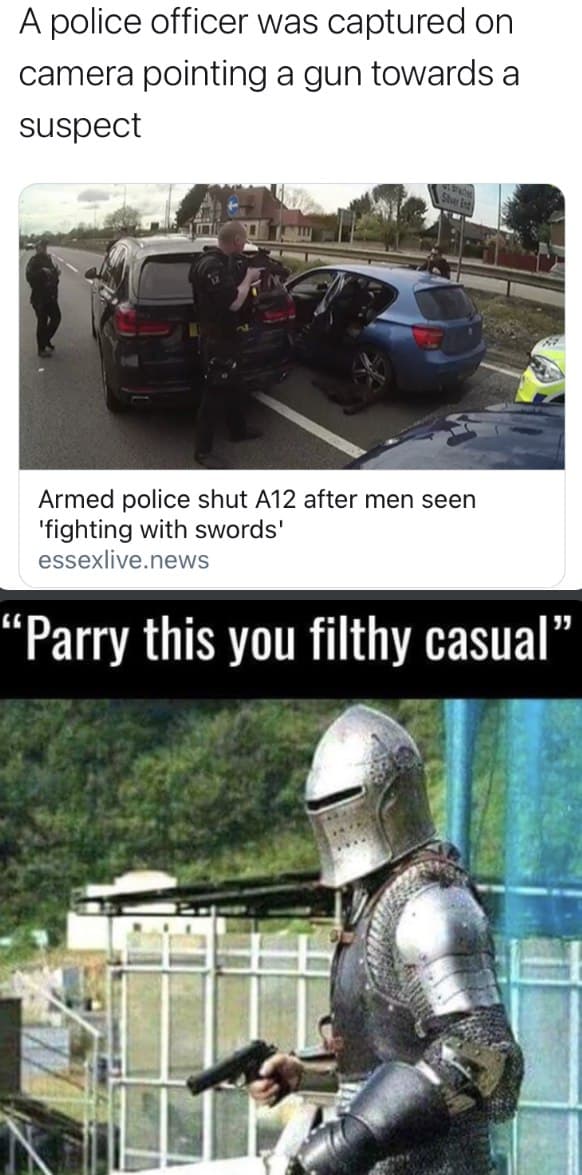 A police officer was captured on
camera pointing a gun towards a
suspect
Armed police shut A12 after men seen
'fighting with swords'
essexlive.news
“Parry this you filthy casual”